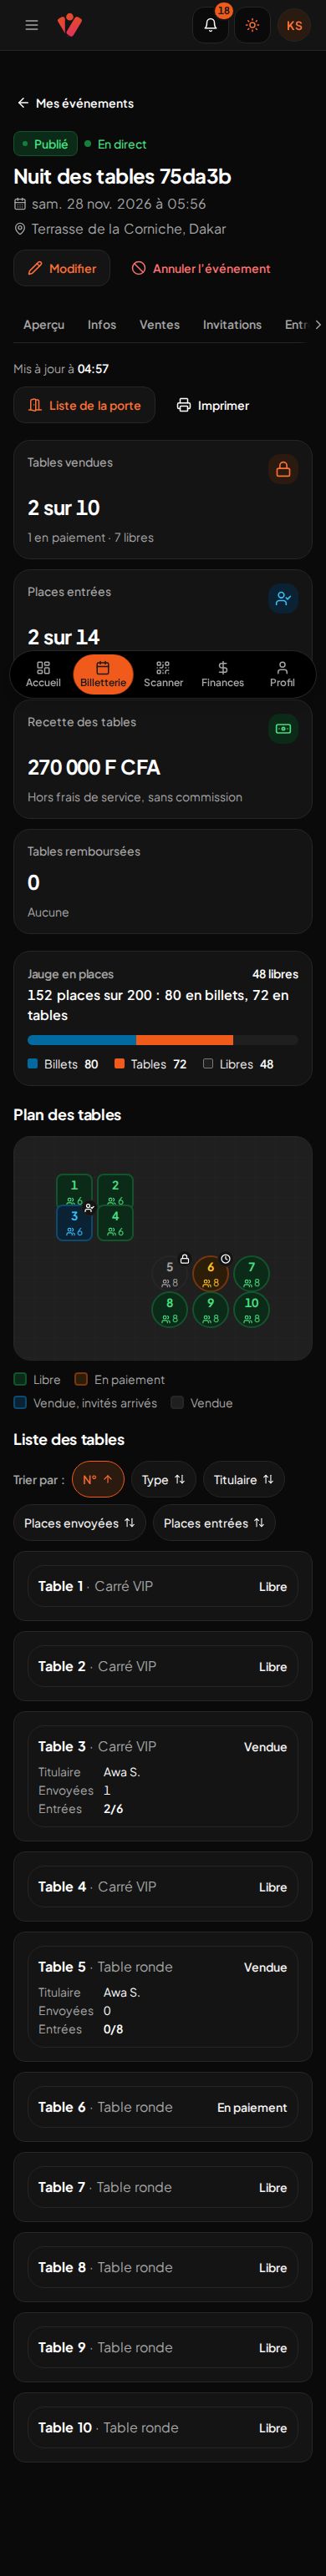 18
KS
Mes événements
Publié
En direct
Nuit des tables 75da3b
sam. 28 nov. 2026 à 05:56
Terrasse de la Corniche, Dakar
Modifier
Annuler l'événement
Aperçu Infos Ventes Invitations Entr
Mis à jour à 04:57
Liste de la porte
Imprimer
Tables vendues
2 sur 10
1 en paiement · 7 libres
Places entrées
2 sur 14
Accueil Billetterie Scanner Finances Profil
Recette des tables
270 000 F CFA
Hors frais de service, sans commission
Tables remboursées
0
Aucune
Jauge en places 48 libres
152 places sur 200 : 80 en billets, 72 en
tables
Billets 80 Tables 72 Libres 48
Plan des tables
1 2
6 6
3 4
6 6
5 6 7
8 8 8
8 9 10
8 8 8
Libre En paiement
Vendue, invités arrivés Vendue
Liste des tables
Trier par : N° Type Titulaire
Places envoyées Places entrées
Table 1 · Carré VIP Libre
Table 2 · Carré VIP Libre
Table 3 · Carré VIP Vendue
Titulaire Awa S.
Envoyées 1
Entrées 2/6
Table 4 · Carré VIP Libre
Table 5 · Table ronde Vendue
Titulaire Awa S.
Envoyées 0
Entrées 0/8
Table 6 · Table ronde En paiement
Table 7 · Table ronde Libre
Table 8 · Table ronde Libre
Table 9 · Table ronde Libre
Table 10 · Table ronde Libre